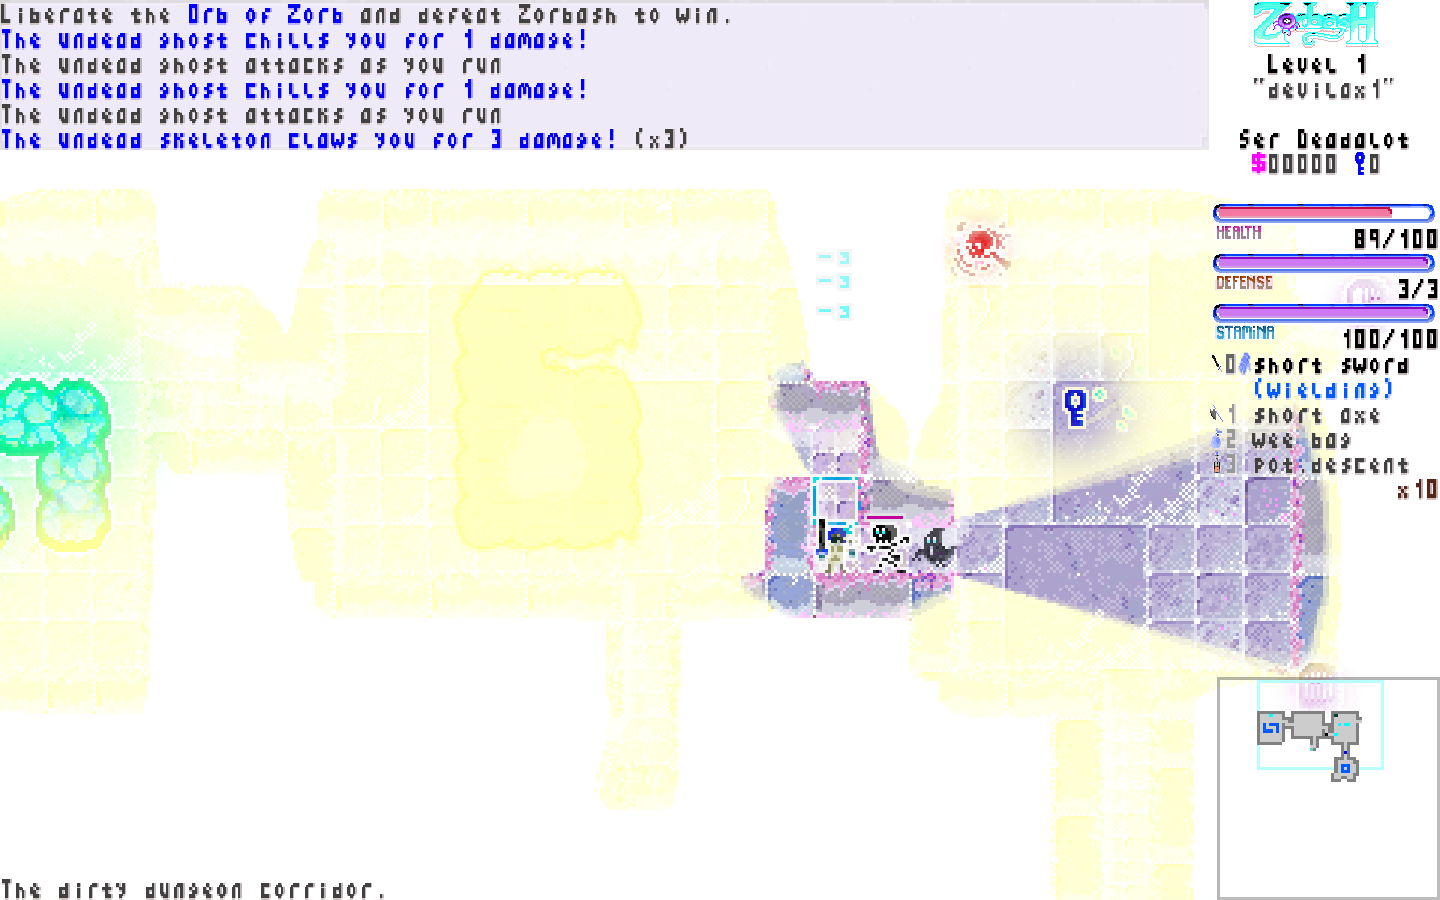 Liberate the Orb of Zorb and defeat Zorbash to win.
The undead ghost chills you for 1 damage!
The undead ghost attacks as you run
The undead ghost chills you for 1 damage!
The undead ghost attacks as you run
The undead skeleton claws you for 3 damage! (x3)
ZorbasH
Level 1
"devilax1"
Ser Deadalot
$00000 0
HEALTH 89/100
DEFENSE 3/3
STAMINA 100/100
0 short sword
(Wielding)
1 short axe
2 wee bag
3 pot.descent
x10
-3
-3
-3
The dirty dungeon corridor.